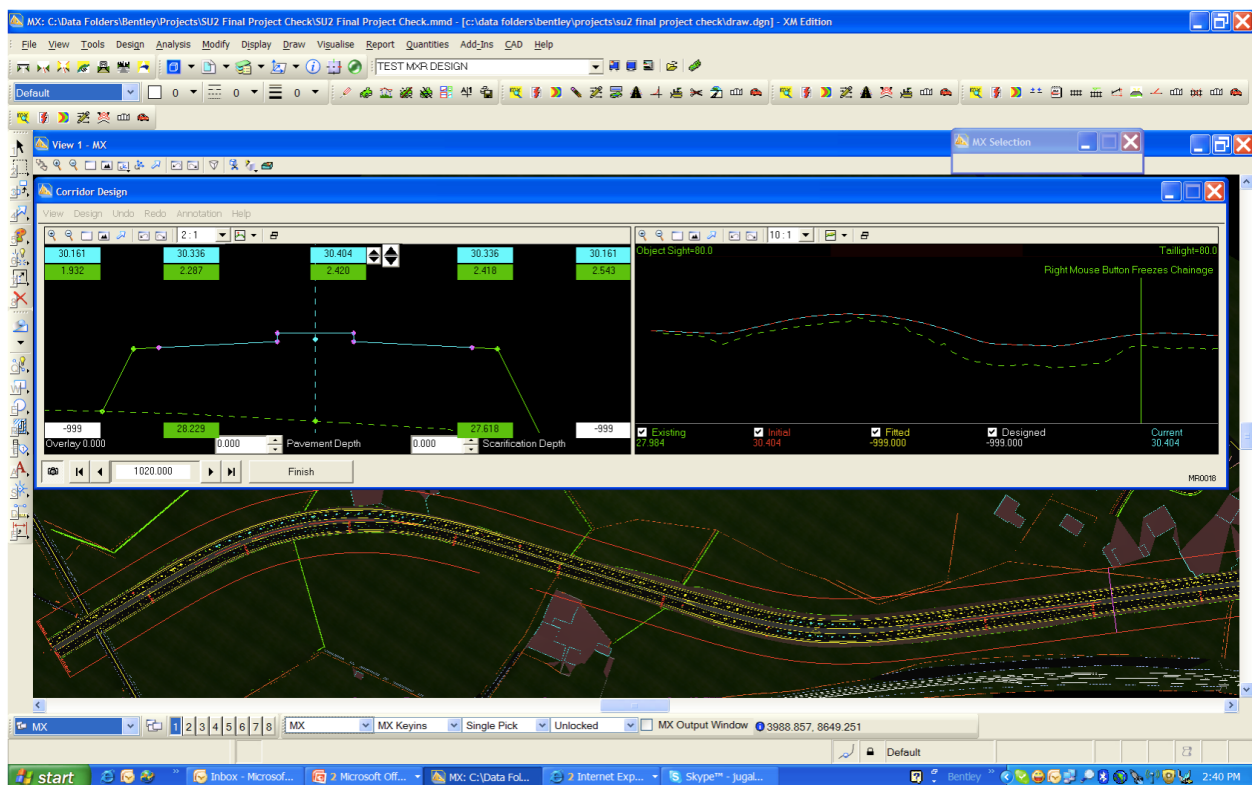 MX: C:\Data Folders\Bentley\Projects\SU2 Final Project Check\SU2 Final Project Check.mmd - [c:\data folders\bentley\projects\su2 final project check\draw.dgn] - XM Edition
File View Tools Design Analysis Modify Display Draw Visualise Report Quantities Add-Ins CAD Help
TEST MXR DESIGN
Default 0 0 0
View 1 - MX
MX Selection
Corridor Design
View Design Undo Redo Annotation Help
2:1 10:1
30.161 30.336 30.404 30.336 30.161
1.932 2.287 2.420 2.418 2.543
Object Sight=80.0 Taillight=80.0
Right Mouse Button Freezes Chainage
-999 28.229 27.618 -999
Overlay 0.000 0.000 Pavement Depth 0.000 Scarification Depth
Existing Initial Fitted Designed Current
27.984 30.404 -999.000 -999.000 30.404
1020.000 Finish
MR0018
MX 1 2 3 4 5 6 7 8 MX MX Keyins Single Pick Unlocked MX Output Window 3988.857, 8649.251
Default
start Inbox - Microsof... 2 Microsoft Off... MX: C:\Data Fol... 2 Internet Exp... Skype™ - jugal... Bentley 2:40 PM